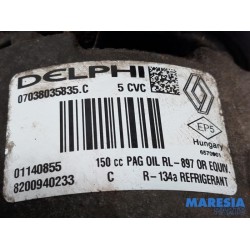 DELPHI
07038035835.C 5 CVC
EPS
Hungary
6679861
01140855 150 cc PAG OIL RL-897 OR EQUIV.
8200940233 C R-134a REFRIGERANT
MARESIA